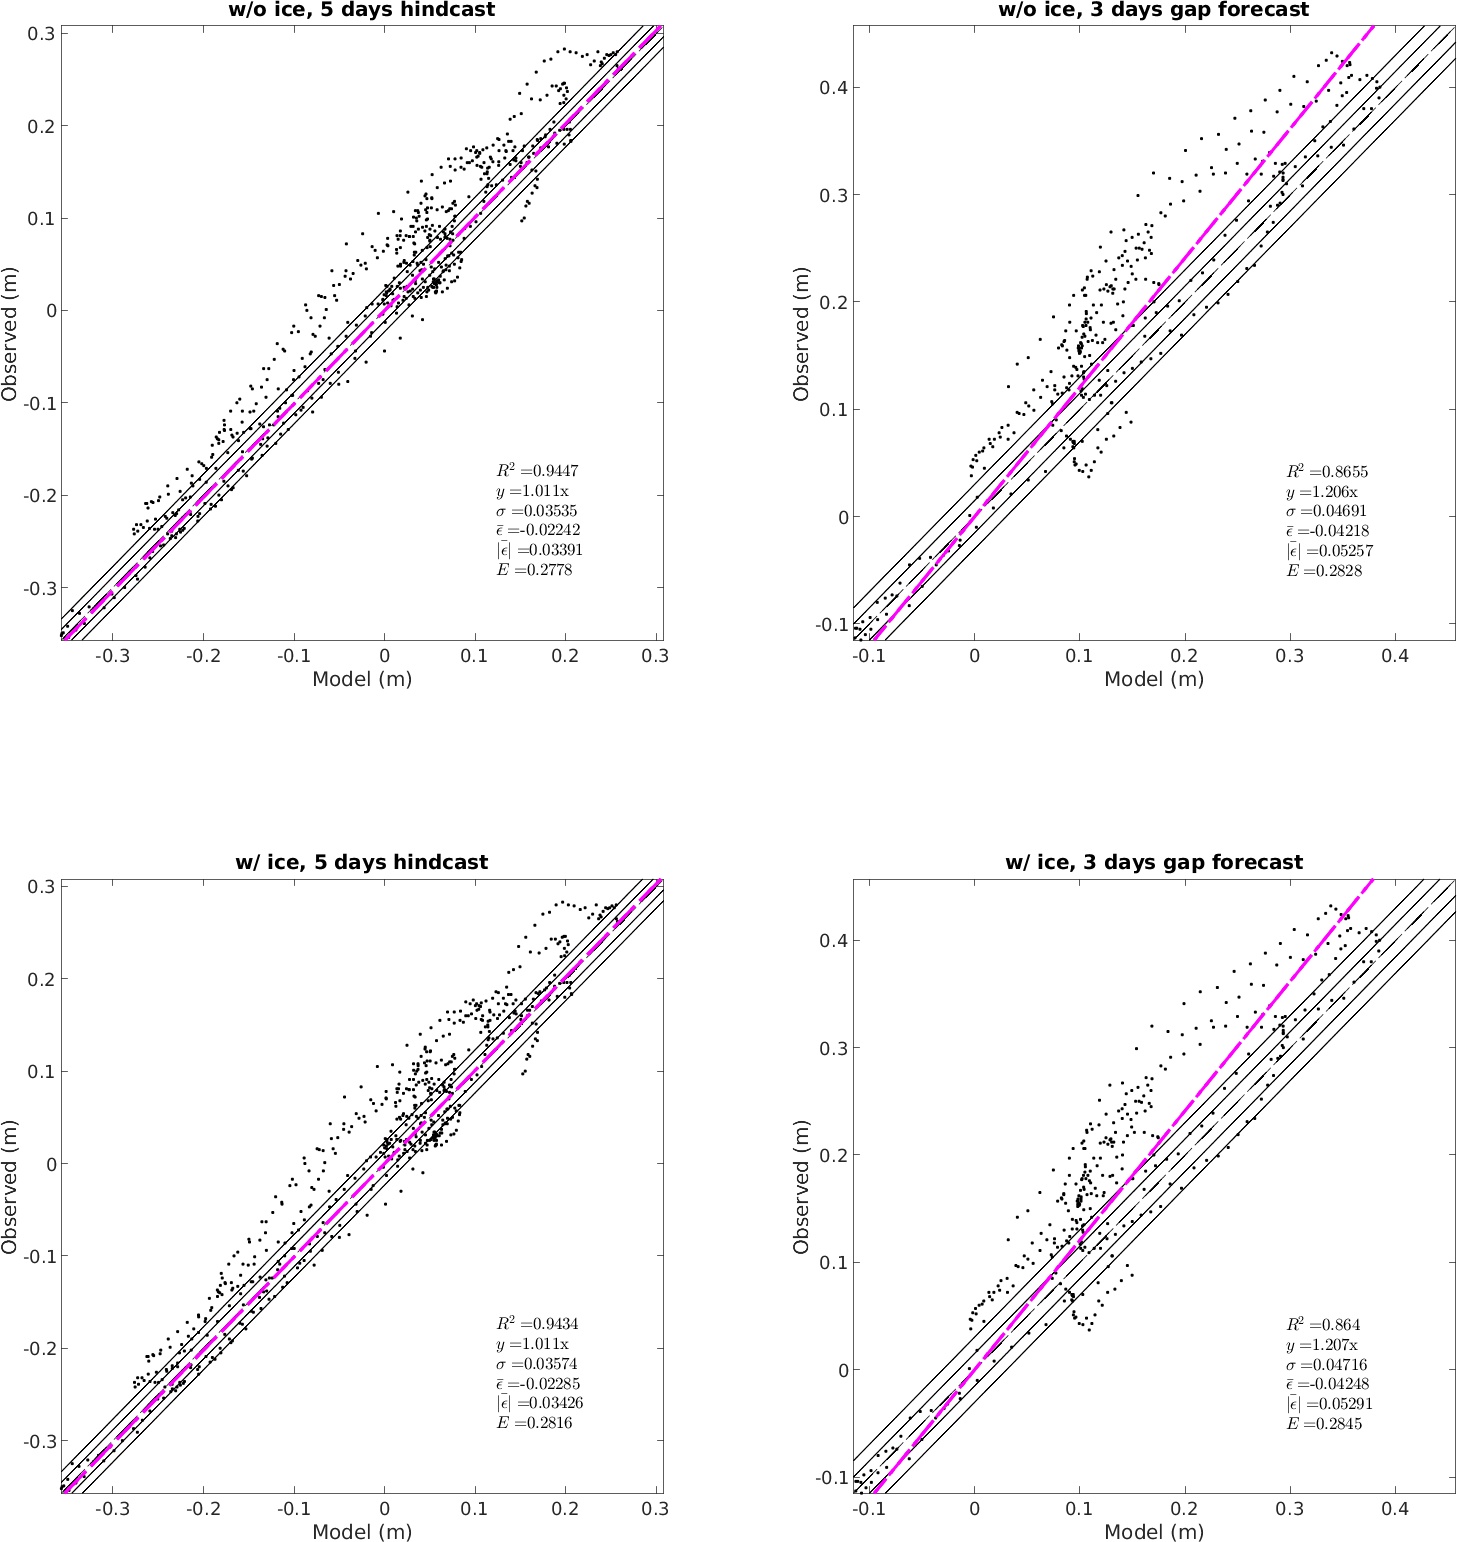 w/o ice, 5 days hindcast
0.3
0.2
0.1
0
-0.1
-0.2
-0.3
Observed (m)
R² =0.9447
y =1.011x
σ =0.03535
ε̄ =-0.02242
|ε̄| =0.03391
E =0.2778
-0.3 -0.2 -0.1 0 0.1 0.2 0.3
Model (m)
w/o ice, 3 days gap forecast
0.4
0.3
0.2
0.1
0
-0.1
Observed (m)
R² =0.8655
y =1.206x
σ =0.04691
ε̄ =-0.04218
|ε̄| =0.05257
E =0.2828
-0.1 0 0.1 0.2 0.3 0.4
Model (m)
w/ ice, 5 days hindcast
0.3
0.2
0.1
0
-0.1
-0.2
-0.3
Observed (m)
R² =0.9434
y =1.011x
σ =0.03574
ε̄ =-0.02285
|ε̄| =0.03426
E =0.2816
-0.3 -0.2 -0.1 0 0.1 0.2 0.3
Model (m)
w/ ice, 3 days gap forecast
0.4
0.3
0.2
0.1
0
-0.1
Observed (m)
R² =0.864
y =1.207x
σ =0.04716
ε̄ =-0.04248
|ε̄| =0.05291
E =0.2845
-0.1 0 0.1 0.2 0.3 0.4
Model (m)